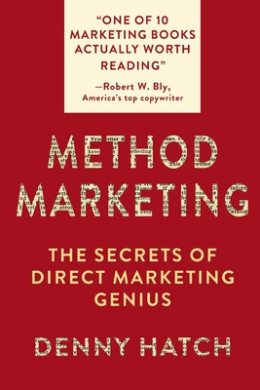 "ONE OF 10
MARKETING BOOKS
ACTUALLY WORTH
READING"
—Robert W. Bly,
America's top copywriter
METHOD
MARKETING
THE SECRETS OF
DIRECT MARKETING
GENIUS
DENNY HATCH